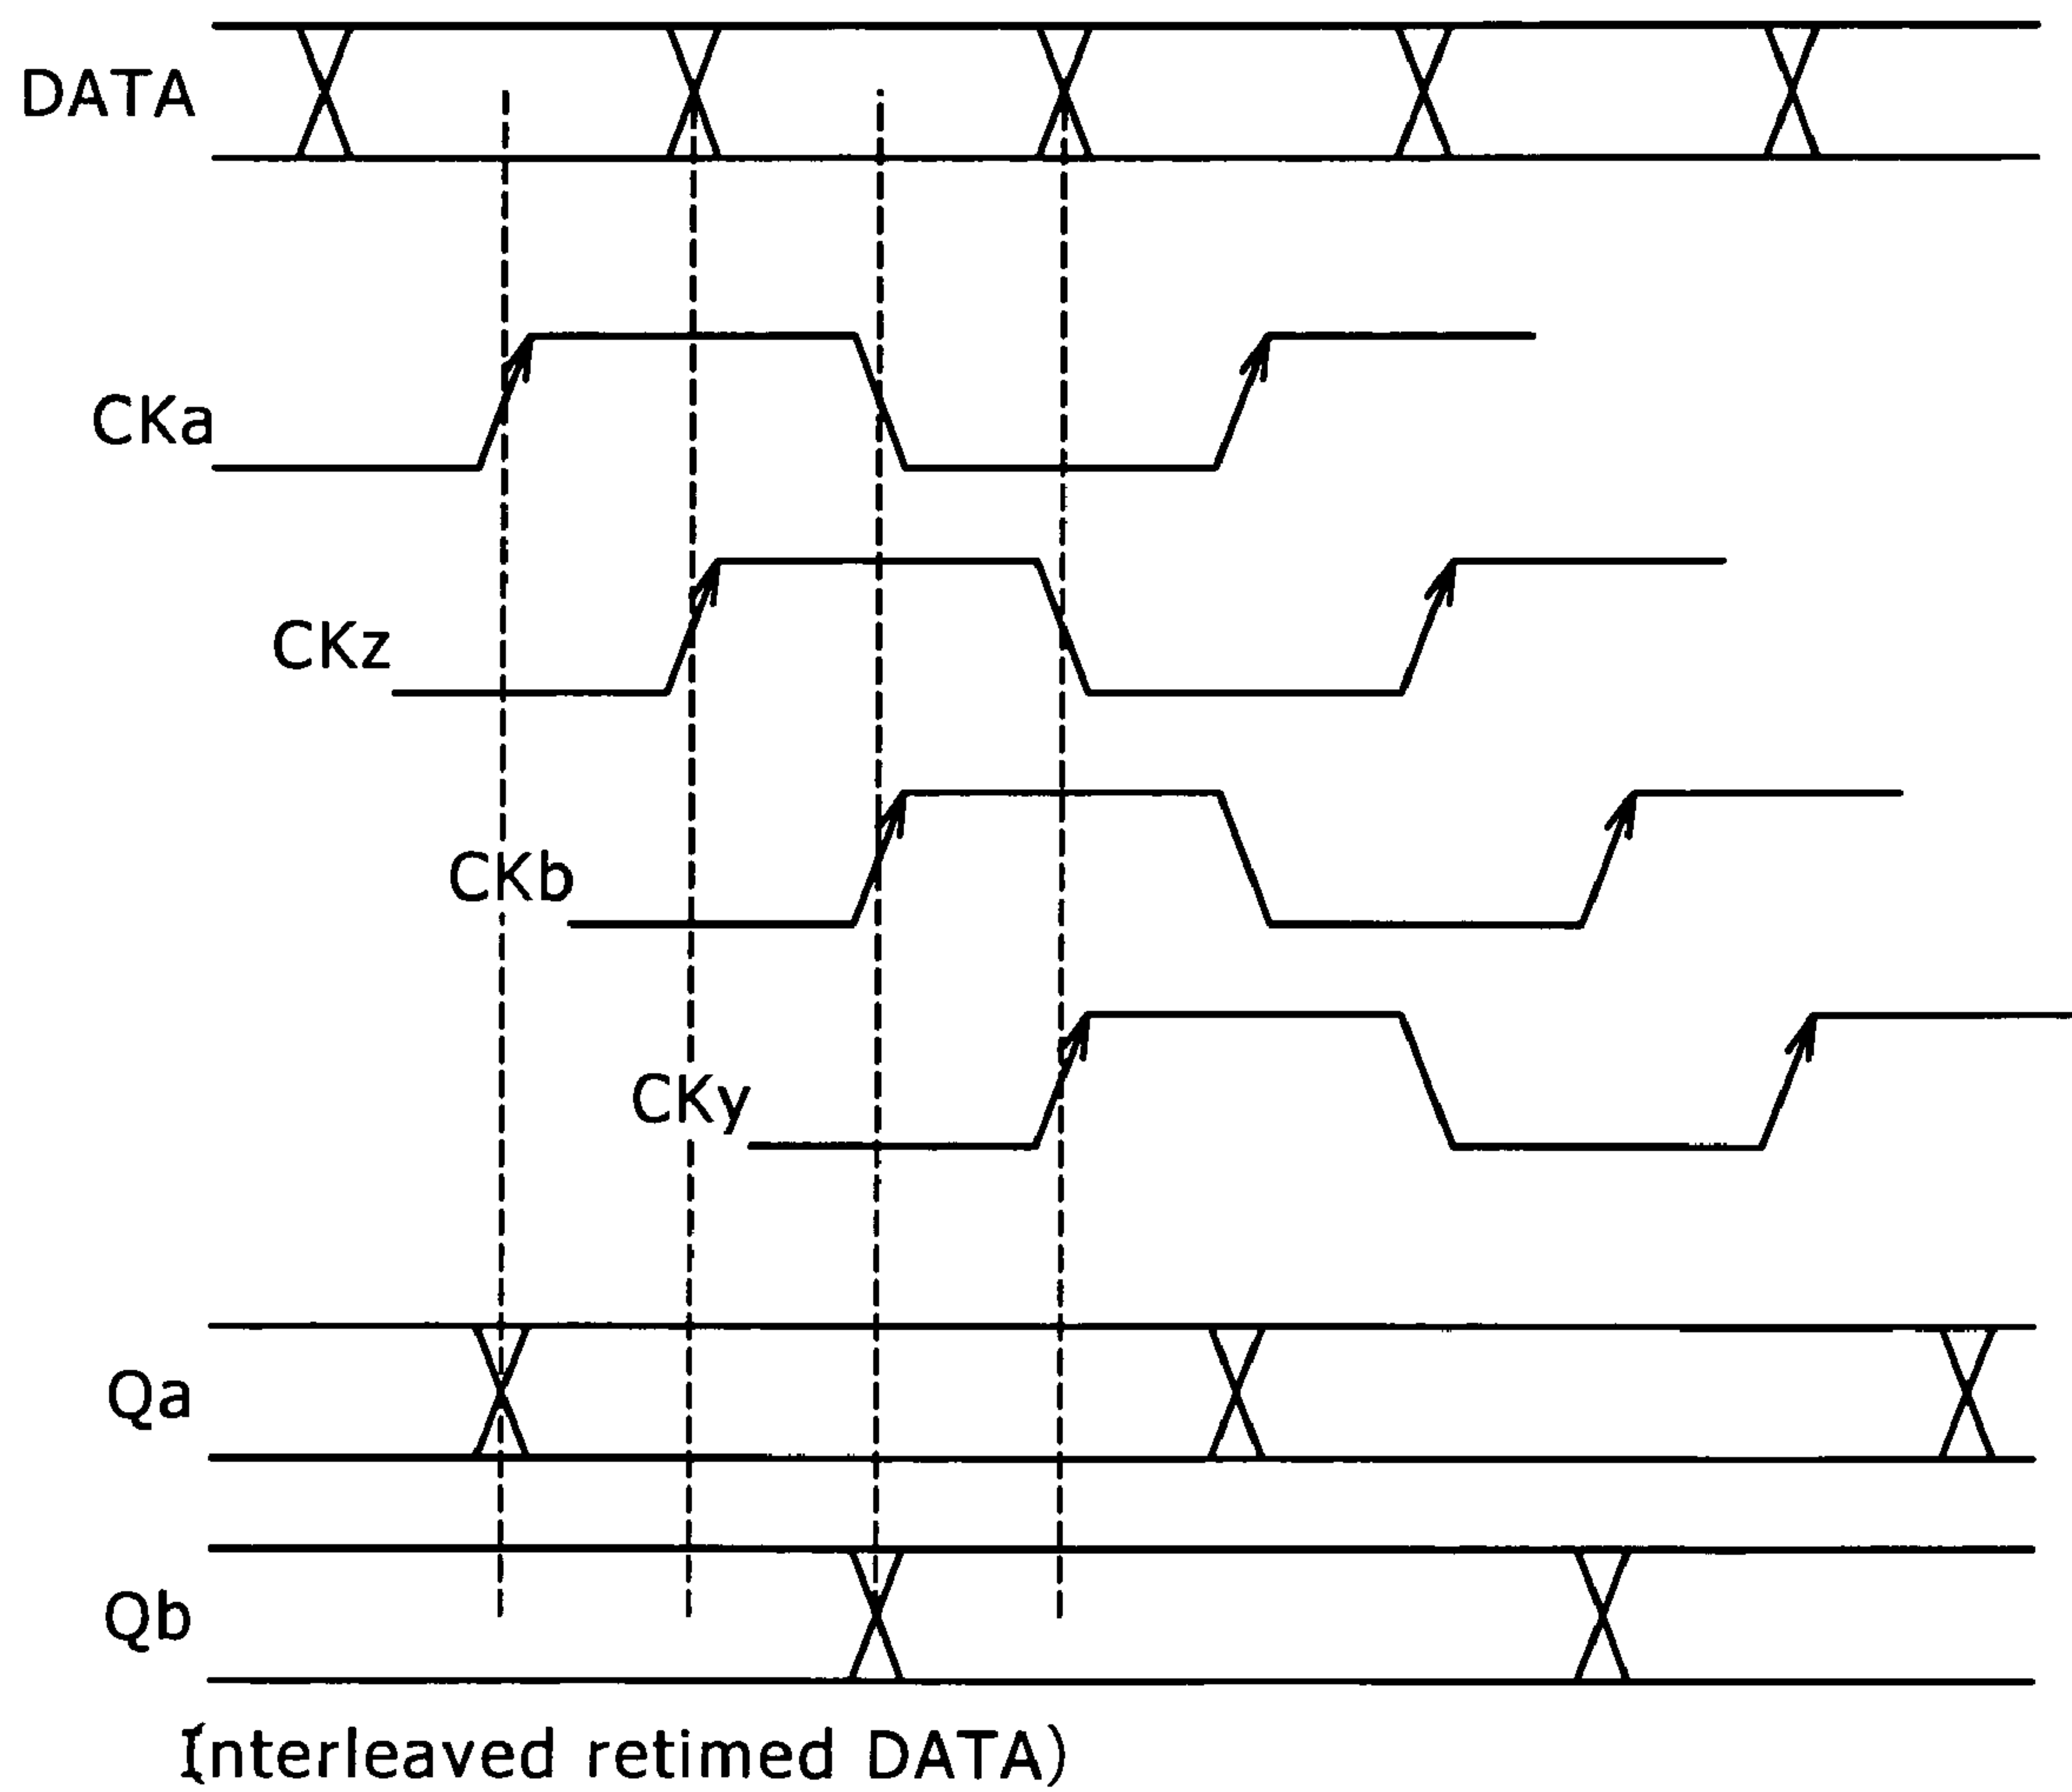 DATA
CKa
CKz
CKb
CKy
Qa
Qb
(Interleaved retimed DATA)